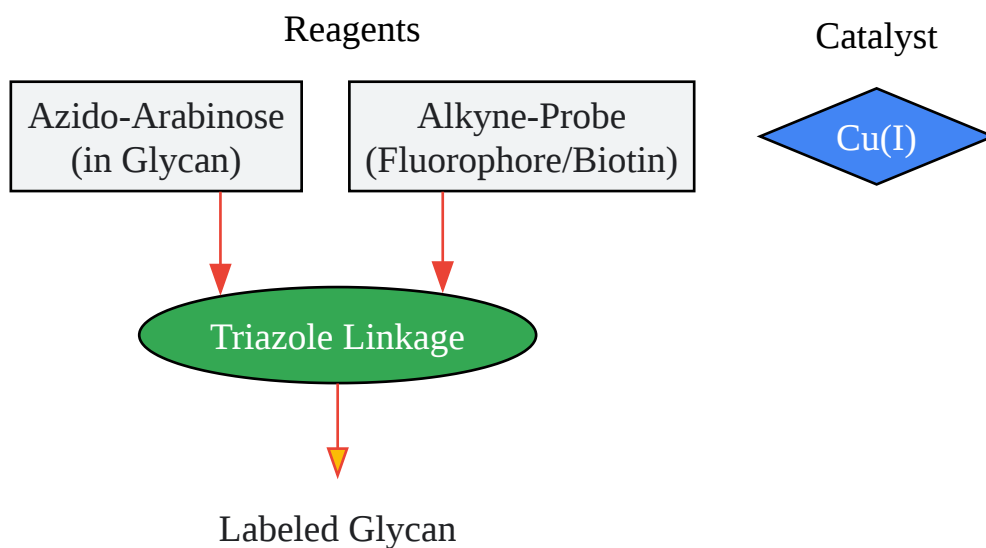 Reagents
Catalyst
Azido-Arabinose
(in Glycan)
Alkyne-Probe
(Fluorophore/Biotin)
Cu(I)
Triazole Linkage
Labeled Glycan